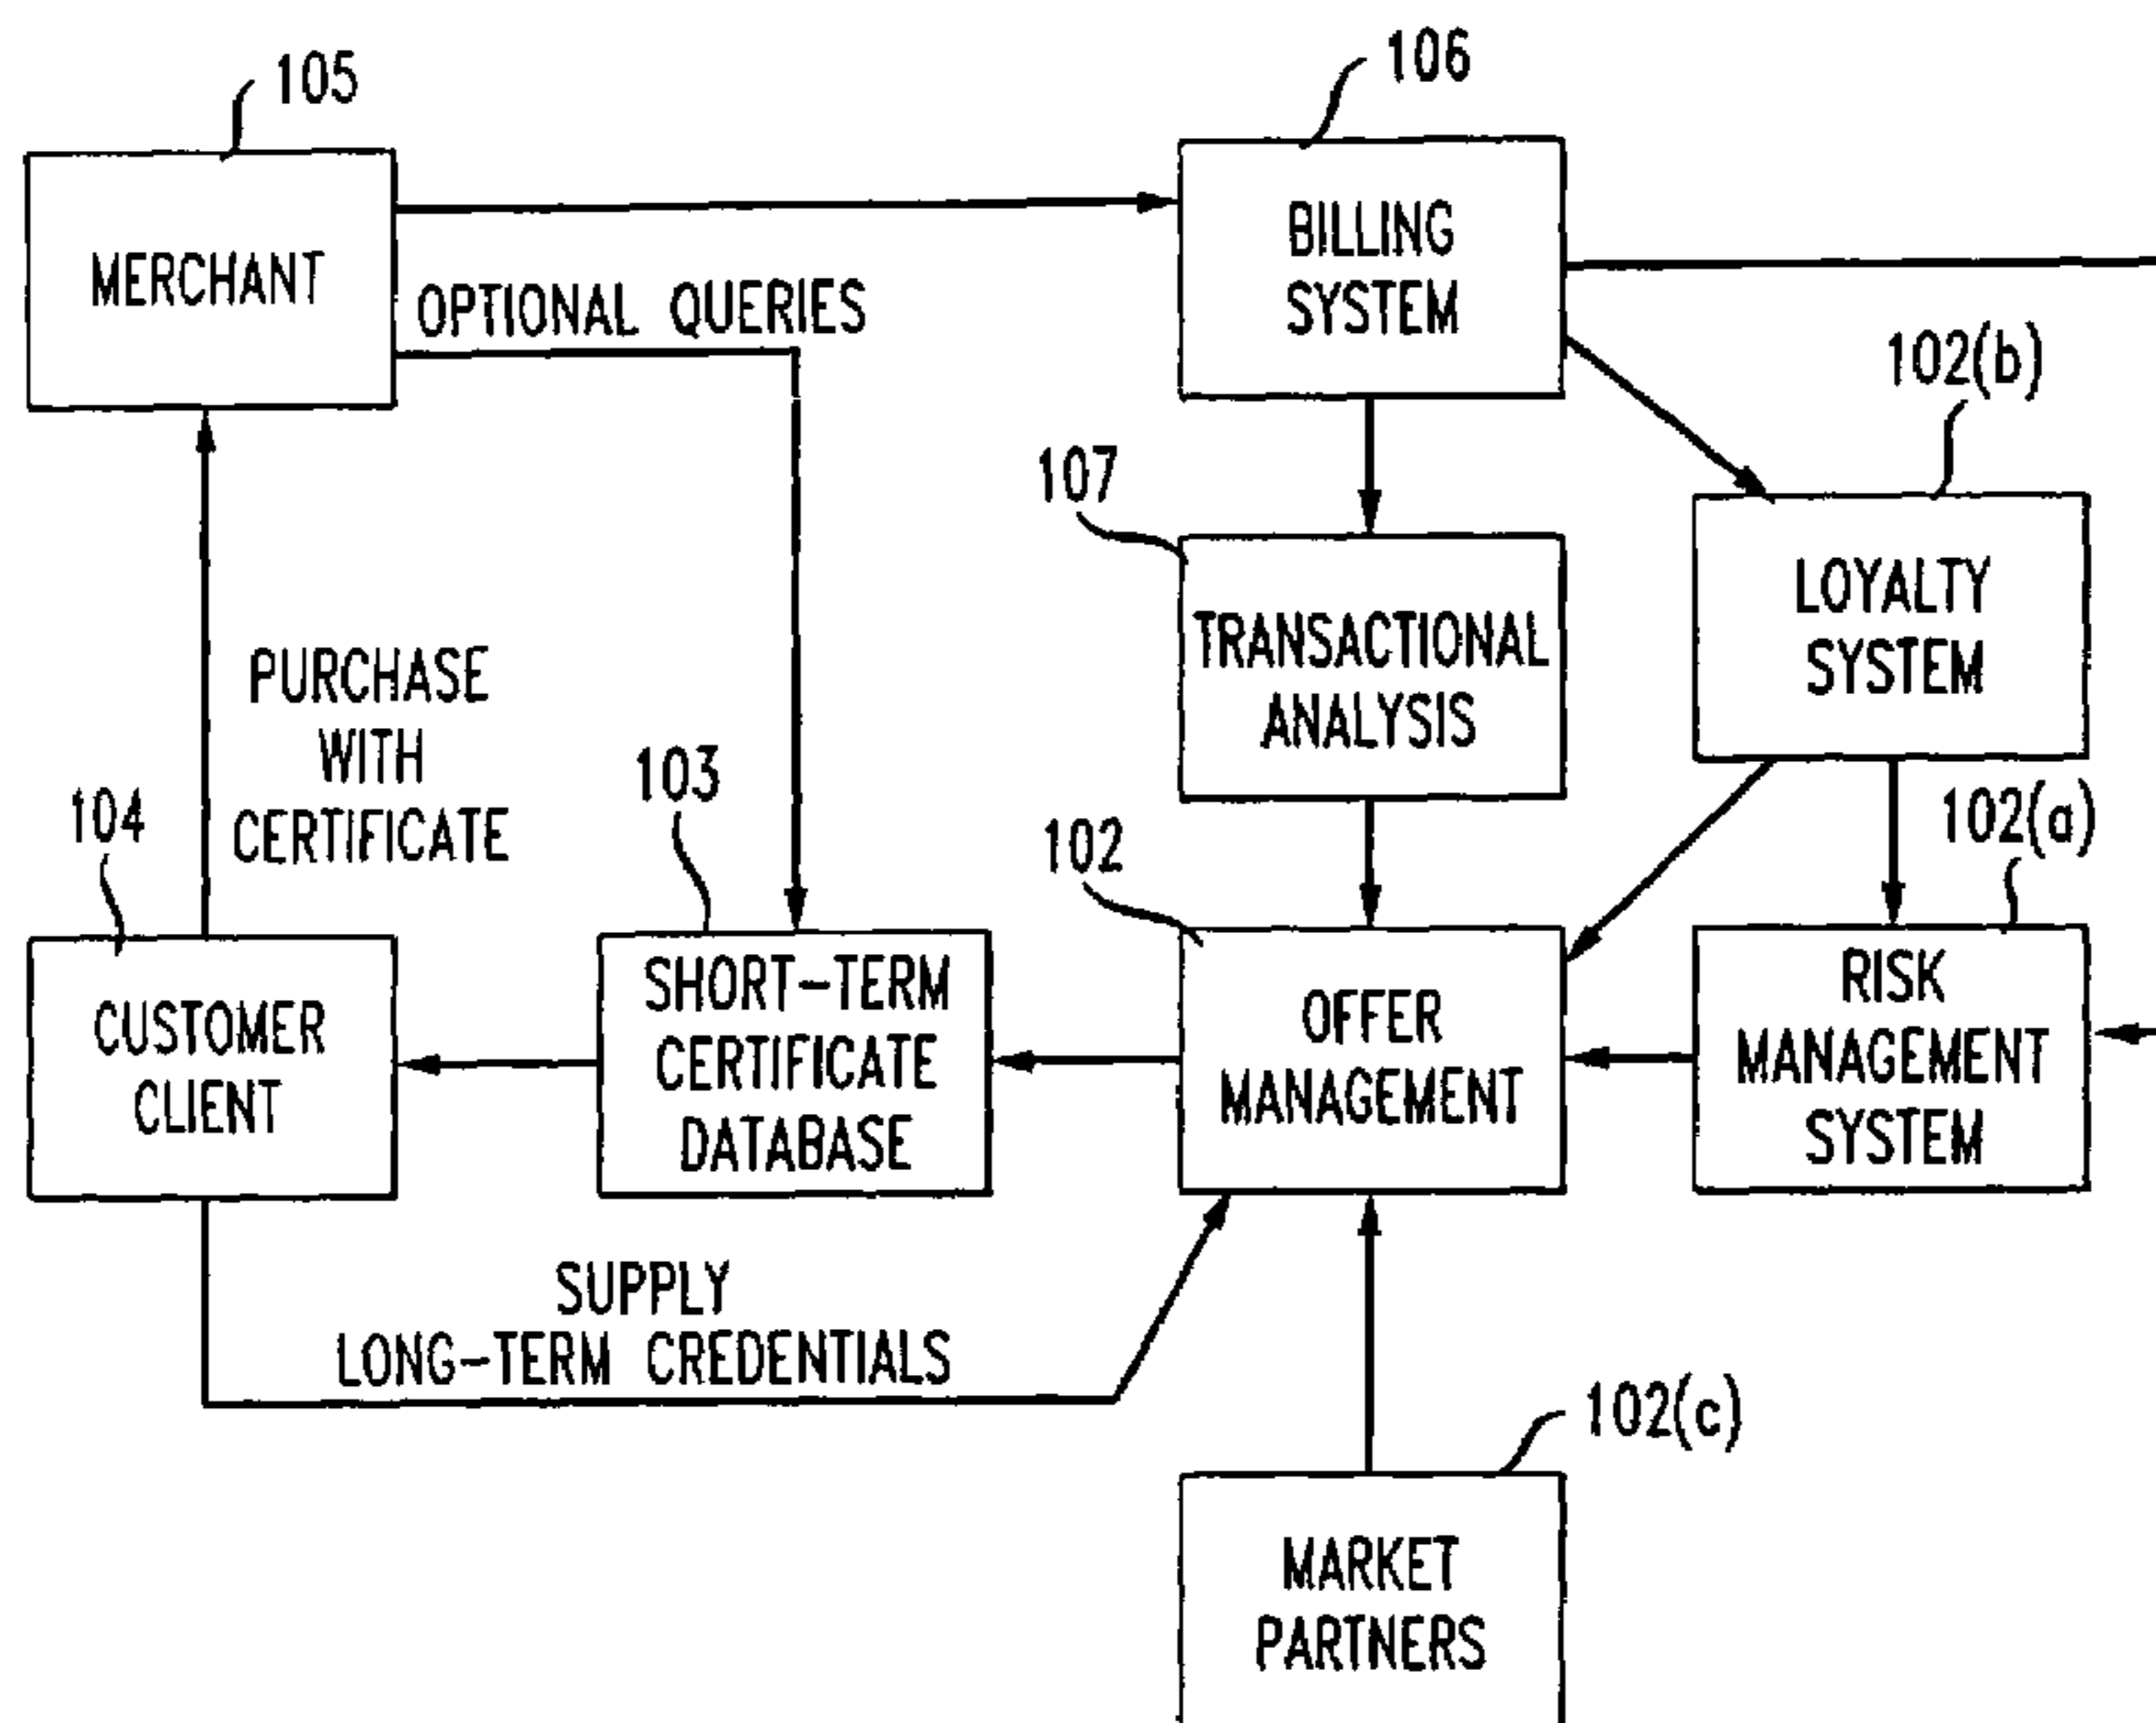 105
106
MERCHANT
BILLING
SYSTEM
OPTIONAL QUERIES
102(b)
107
LOYALTY
SYSTEM
TRANSACTIONAL
ANALYSIS
PURCHASE
WITH
CERTIFICATE
104
103
102
102(a)
CUSTOMER
CLIENT
SHORT-TERM
CERTIFICATE
DATABASE
OFFER
MANAGEMENT
RISK
MANAGEMENT
SYSTEM
SUPPLY
LONG-TERM CREDENTIALS
102(c)
MARKET
PARTNERS